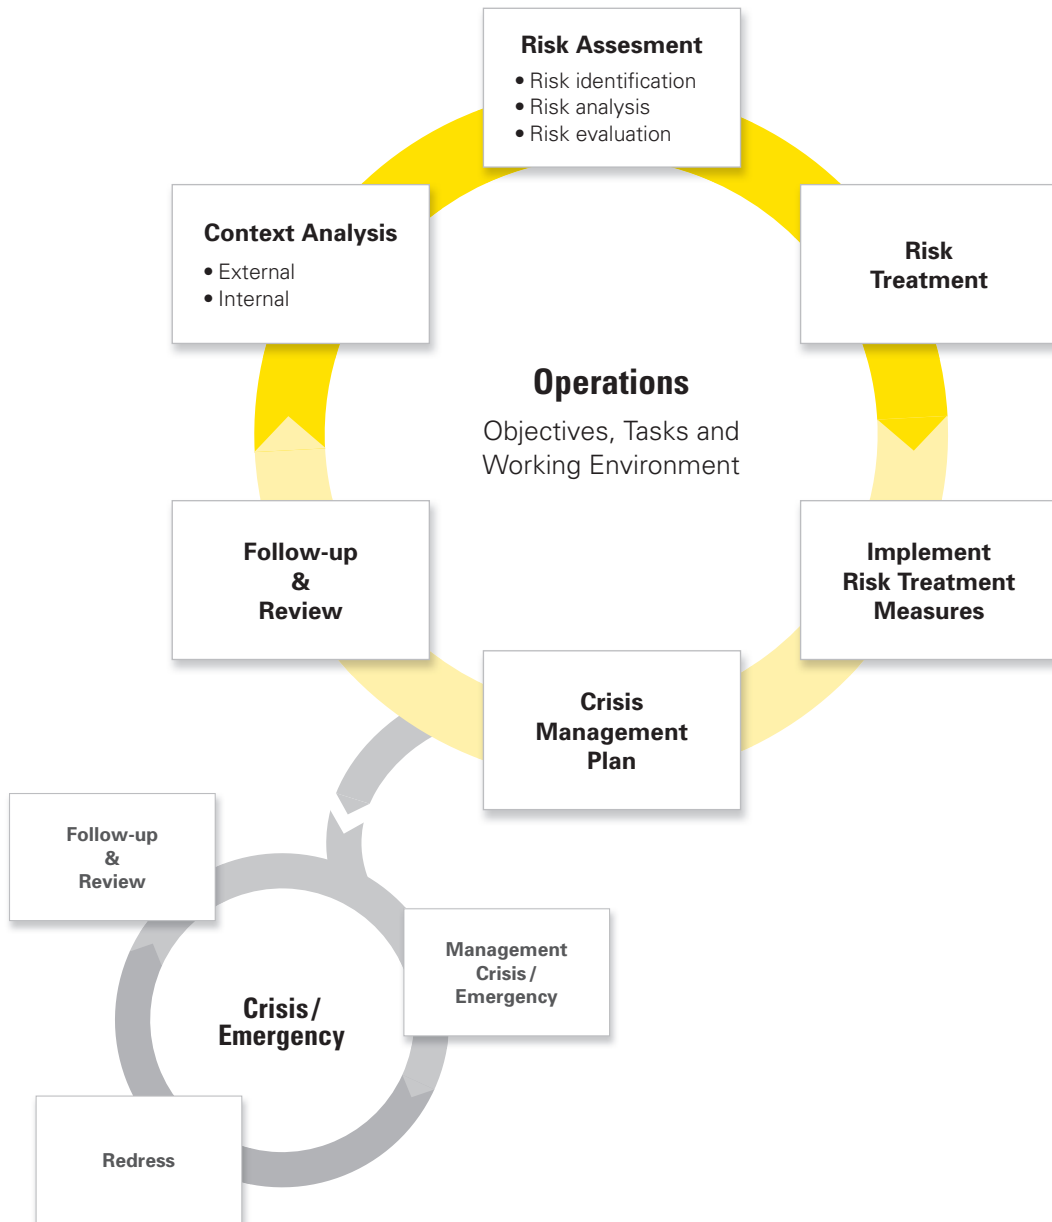 Risk Assesment
• Risk identification
• Risk analysis
• Risk evaluation
Context Analysis
• External
• Internal
Risk
Treatment
Operations
Objectives, Tasks and
Working Environment
Follow-up
&
Review
Implement
Risk Treatment
Measures
Crisis
Management
Plan
Follow-up
&
Review
Management
Crisis /
Emergency
Crisis /
Emergency
Redress